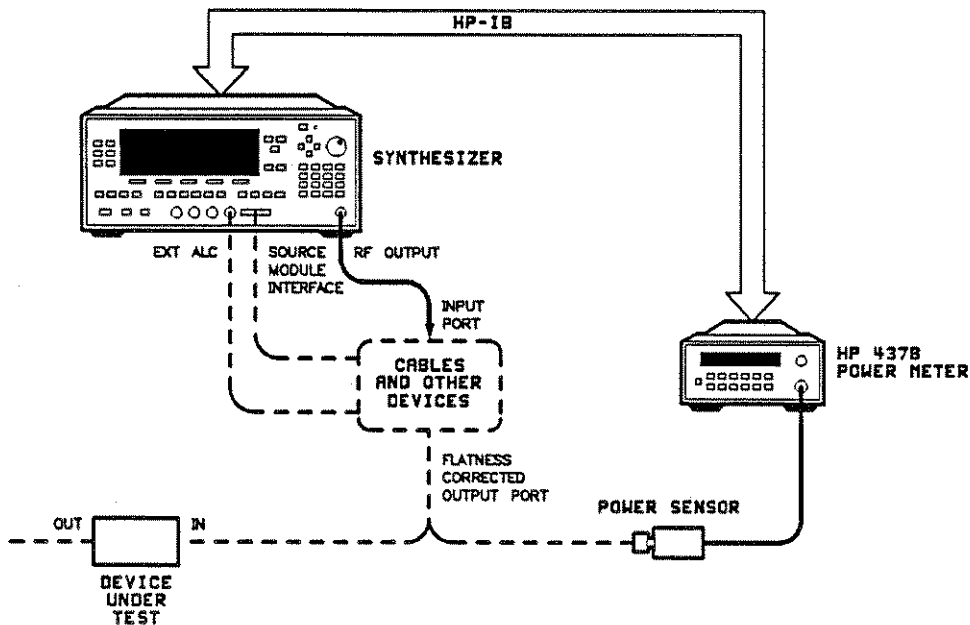 HP-IB
SYNTHESIZER
EXT ALC
SOURCE
MODULE
INTERFACE
RF OUTPUT
INPUT
PORT
CABLES
AND OTHER
DEVICES
HP 437B
POWER METER
FLATNESS
CORRECTED
OUTPUT PORT
POWER SENSOR
OUT
IN
DEVICE
UNDER
TEST